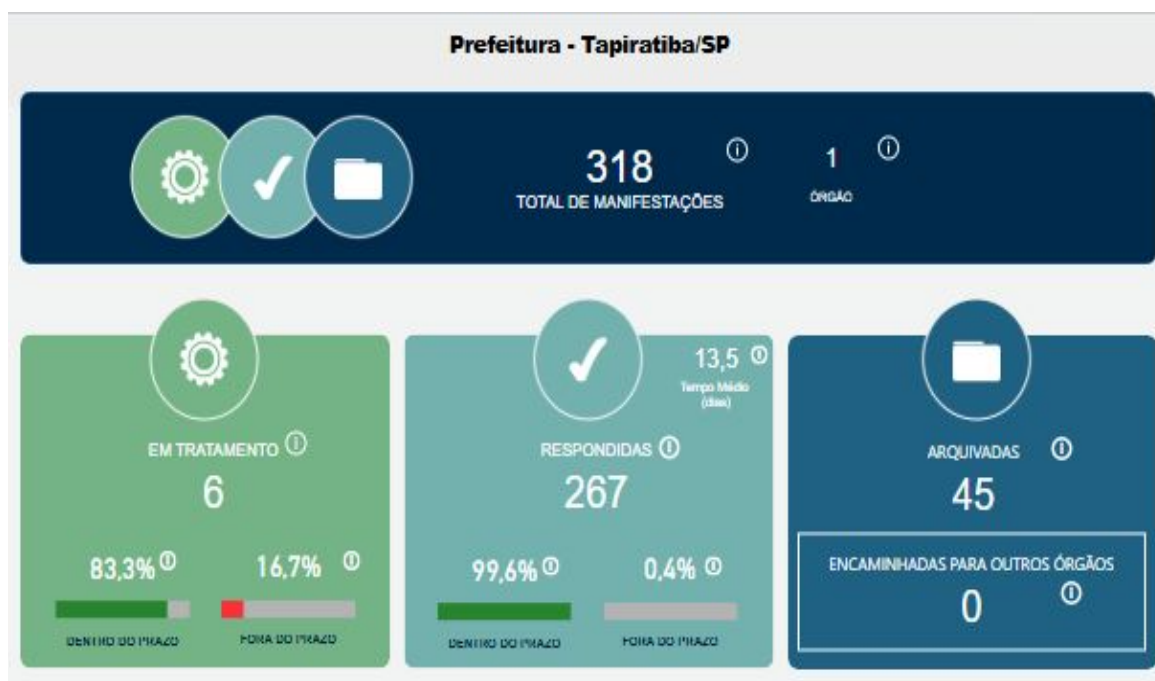 Prefeitura - Tapiratiba/SP
318
TOTAL DE MANIFESTAÇÕES
1
ÓRGÃO
EM TRATAMENTO
6
83,3%
DENTRO DO PRAZO
16,7%
FORA DO PRAZO
13,5
Tempo Médio
(dias)
RESPONDIDAS
267
99,6%
DENTRO DO PRAZO
0,4%
FORA DO PRAZO
ARQUIVADAS
45
ENCAMINHADAS PARA OUTROS ÓRGÃOS
0